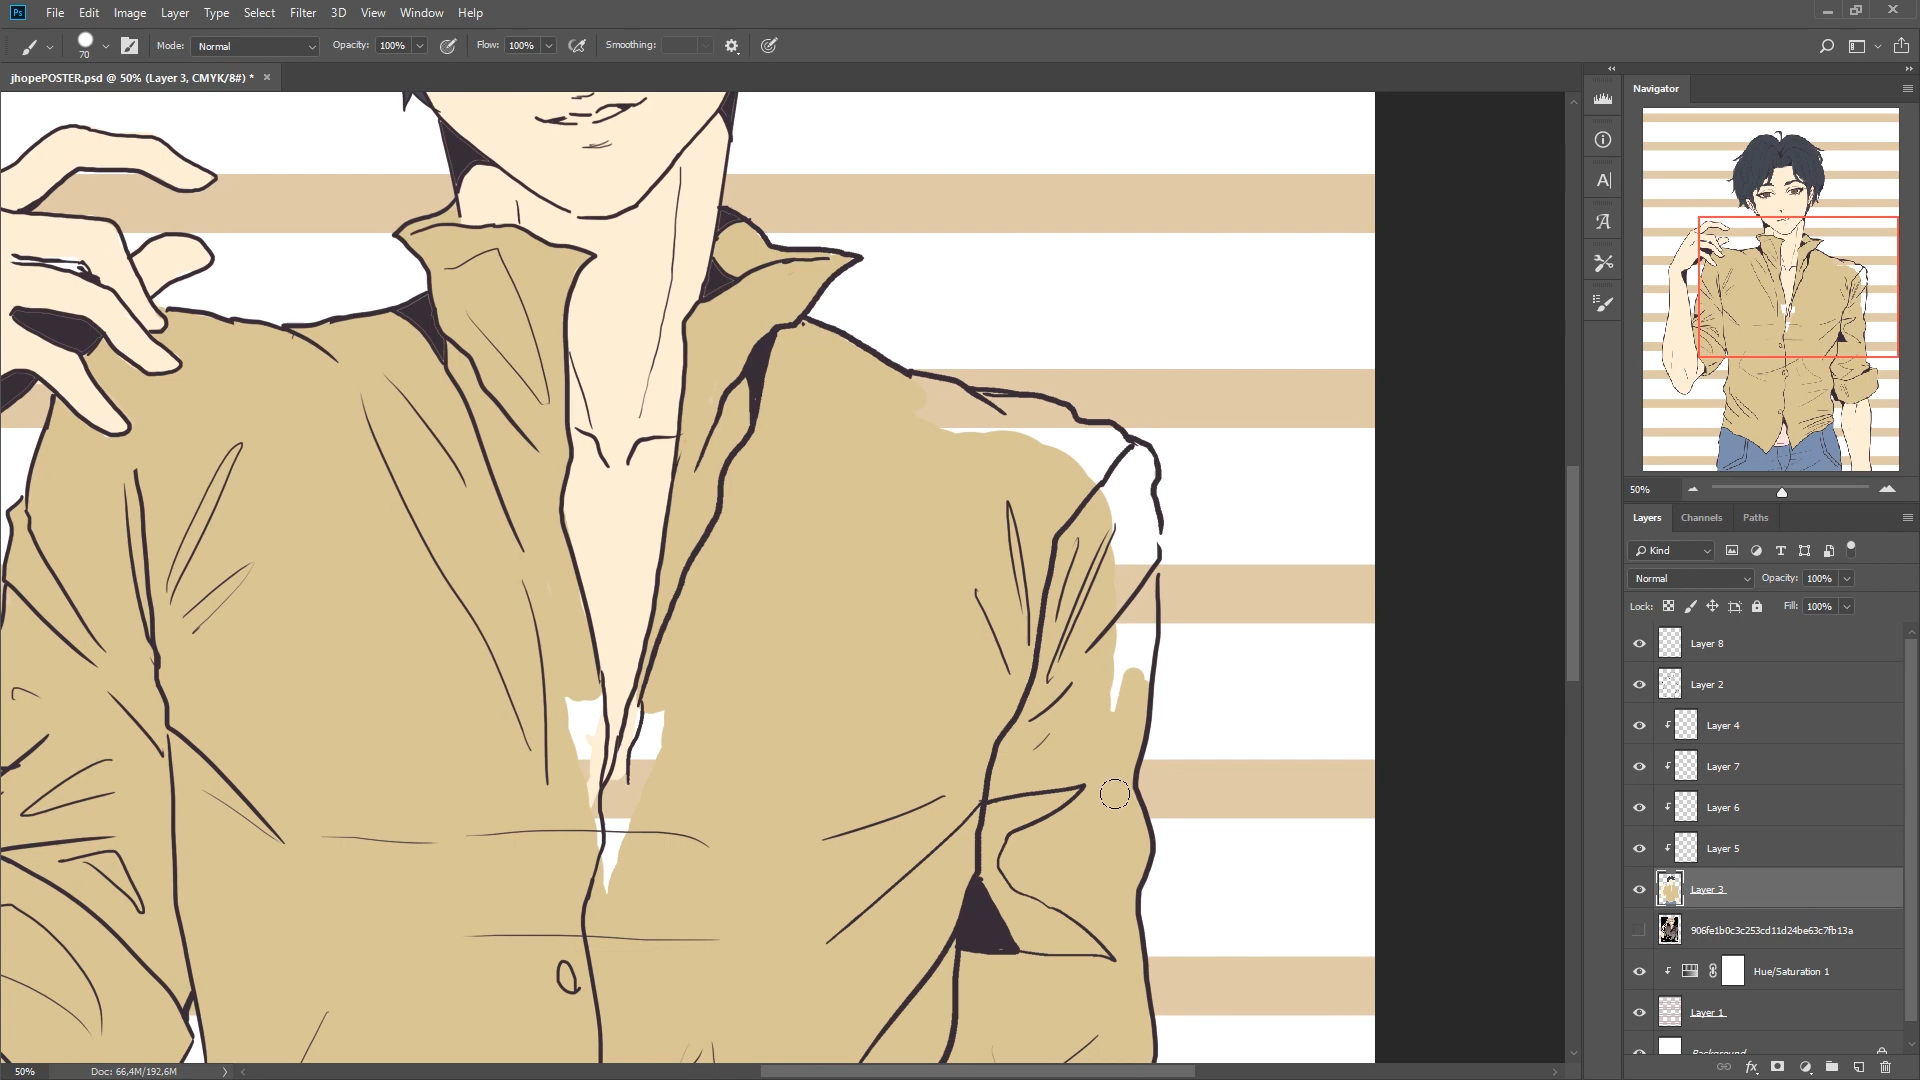 Ps File Edit Image Layer Type Select Filter 3D View Window Help
70 Mode: Normal Opacity: 100% Flow: 100% Smoothing:
jhopePOSTER.psd @ 50% (Layer 3, CMYK/8#) * ×
Navigator
50%
Layers Channels Paths
Kind
Normal Opacity: 100%
Lock: Fill: 100%
Layer 8
Layer 2
Layer 4
Layer 7
Layer 6
Layer 5
Layer 3
906fe1b0c3c253cd11d24be63c7fb13a
Hue/Saturation 1
Layer 1
Background
50% Doc: 66,4M/192,6M